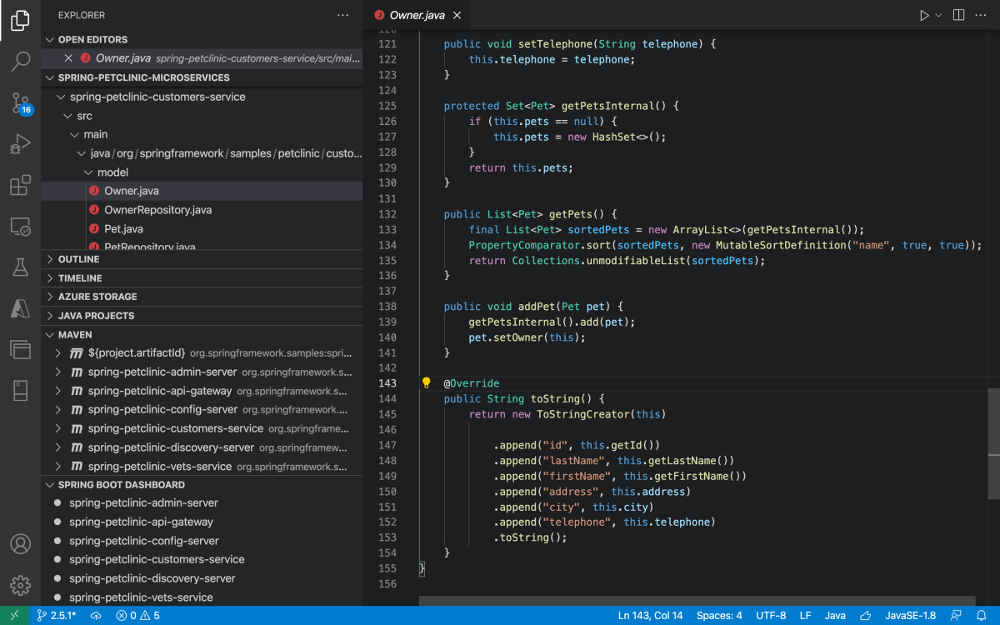 EXPLORER
OPEN EDITORS
Owner.java spring-petclinic-customers-service/src/mai...
SPRING-PETCLINIC-MICROSERVICES
spring-petclinic-customers-service
src
main
java/org/springframework/samples/petclinic/custo...
model
Owner.java
OwnerRepository.java
Pet.java
PetRepository.java
OUTLINE
TIMELINE
AZURE STORAGE
JAVA PROJECTS
MAVEN
${project.artifactId} org.springframework.samples:spri...
spring-petclinic-admin-server org.springframework.s...
spring-petclinic-api-gateway org.springframework.s...
spring-petclinic-config-server org.springframework....
spring-petclinic-customers-service org.springframe...
spring-petclinic-discovery-server org.springframew...
spring-petclinic-vets-service org.springframework.s...
SPRING BOOT DASHBOARD
spring-petclinic-admin-server
spring-petclinic-api-gateway
spring-petclinic-config-server
spring-petclinic-customers-service
spring-petclinic-discovery-server
spring-petclinic-vets-service
16
Owner.java
120
121 public void setTelephone(String telephone) {
122 this.telephone = telephone;
123 }
124
125 protected Set<Pet> getPetsInternal() {
126 if (this.pets == null) {
127 this.pets = new HashSet<>();
128 }
129 return this.pets;
130 }
131
132 public List<Pet> getPets() {
133 final List<Pet> sortedPets = new ArrayList<>(getPetsInternal());
134 PropertyComparator.sort(sortedPets, new MutableSortDefinition("name", true, true));
135 return Collections.unmodifiableList(sortedPets);
136 }
137
138 public void addPet(Pet pet) {
139 getPetsInternal().add(pet);
140 pet.setOwner(this);
141 }
142
143 @Override
144 public String toString() {
145 return new ToStringCreator(this)
146
147 .append("id", this.getId())
148 .append("lastName", this.getLastName())
149 .append("firstName", this.getFirstName())
150 .append("address", this.address)
151 .append("city", this.city)
152 .append("telephone", this.telephone)
153 .toString();
154 }
155 }
156
2.5.1* 0 5 Ln 143, Col 14 Spaces: 4 UTF-8 LF Java JavaSE-1.8